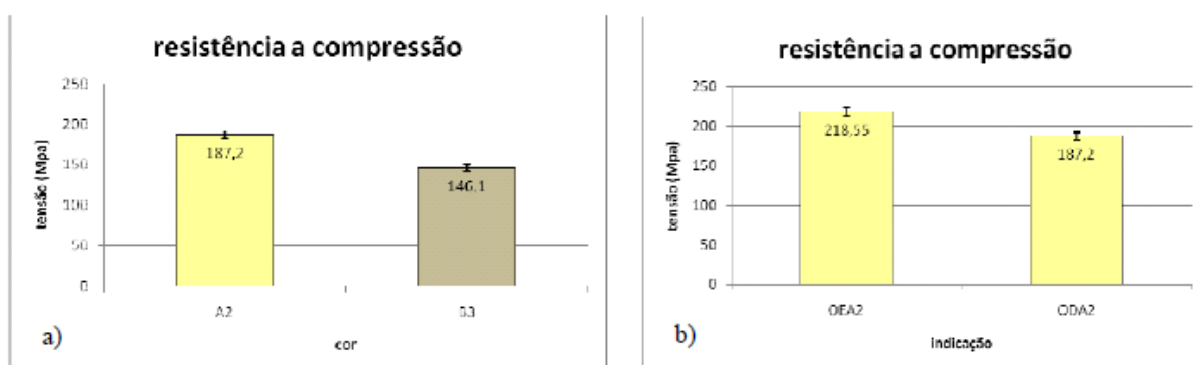 resistência a compressão
tensão (Mpa)
250
200
150
100
50
0
187,2
146,1
A2
B3
cor
a)
resistência a compressão
tensão (Mpa)
250
200
150
100
50
0
218,55
187,2
OEA2
ODA2
indicação
b)